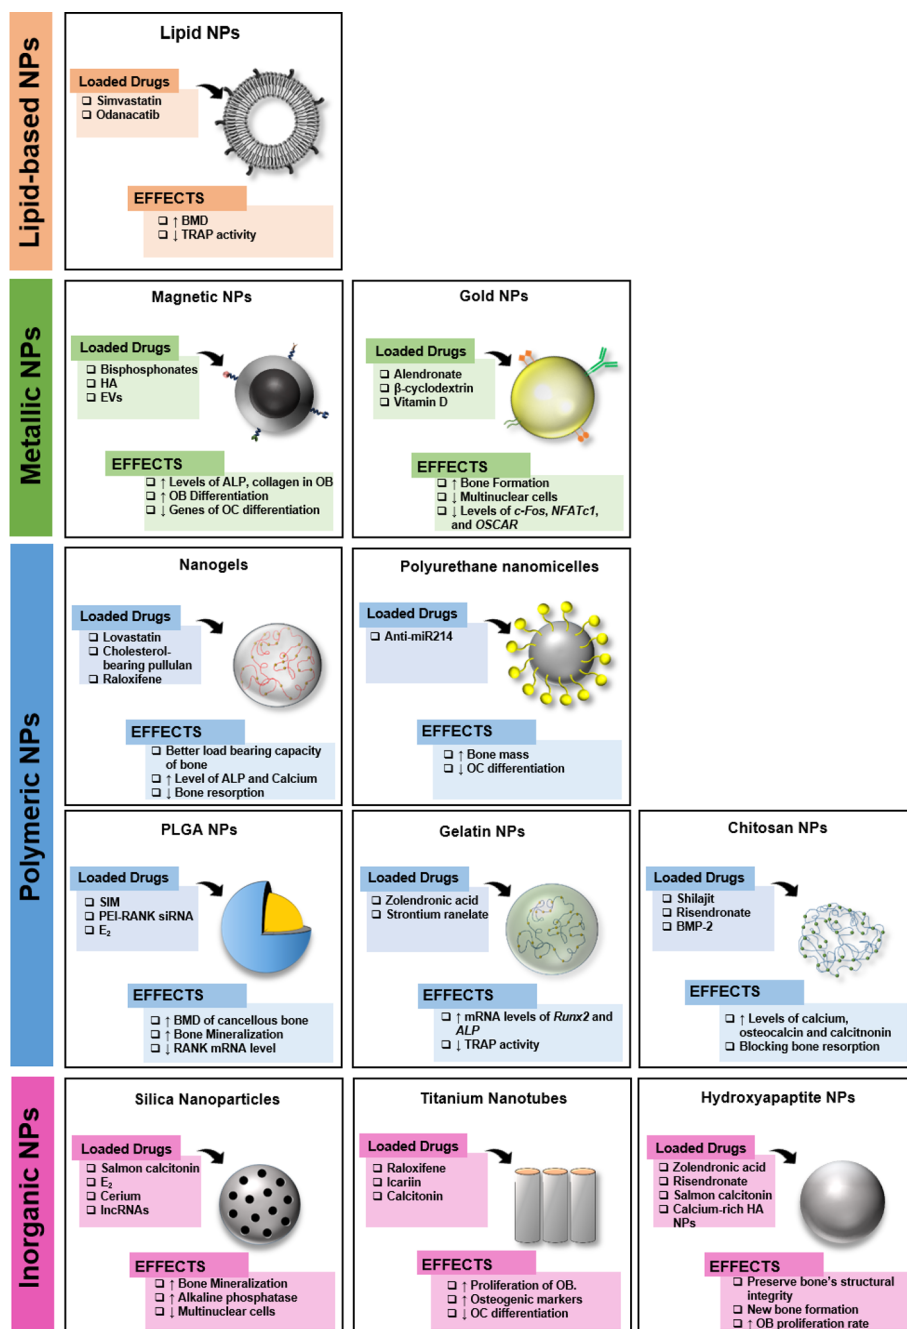 Lipid-based NPs
Lipid NPs
Loaded Drugs
❑ Simvastatin
❑ Odanacatib
EFFECTS
❑ ↑ BMD
❑ ↓ TRAP activity
Metallic NPs
Magnetic NPs
Loaded Drugs
❑ Bisphosphonates
❑ HA
❑ EVs
EFFECTS
❑ ↑ Levels of ALP, collagen in OB
❑ ↑ OB Differentiation
❑ ↓ Genes of OC differentiation
Gold NPs
Loaded Drugs
❑ Alendronate
❑ β-cyclodextrin
❑ Vitamin D
EFFECTS
❑ ↑ Bone Formation
❑ ↓ Multinuclear cells
❑ ↓ Levels of c-Fos, NFATc1,
and OSCAR
Polymeric NPs
Nanogels
Loaded Drugs
❑ Lovastatin
❑ Cholesterol-
bearing pullulan
❑ Raloxifene
EFFECTS
❑ Better load bearing capacity
of bone
❑ ↑ Level of ALP and Calcium
❑ ↓ Bone resorption
Polyurethane nanomicelles
Loaded Drugs
❑ Anti-miR214
EFFECTS
❑ ↑ Bone mass
❑ ↓ OC differentiation
PLGA NPs
Loaded Drugs
❑ SIM
❑ PEI-RANK siRNA
❑ E₂
EFFECTS
❑ ↑ BMD of cancellous bone
❑ ↑ Bone Mineralization
❑ ↓ RANK mRNA level
Gelatin NPs
Loaded Drugs
❑ Zolendronic acid
❑ Strontium ranelate
EFFECTS
❑ ↑ mRNA levels of Runx2 and
ALP
❑ ↓ TRAP activity
Chitosan NPs
Loaded Drugs
❑ Shilajit
❑ Risendronate
❑ BMP-2
EFFECTS
❑ ↑ Levels of calcium,
osteocalcin and calcitnonin
❑ Blocking bone resorption
Inorganic NPs
Silica Nanoparticles
Loaded Drugs
❑ Salmon calcitonin
❑ E₂
❑ Cerium
❑ lncRNAs
EFFECTS
❑ ↑ Bone Mineralization
❑ ↑ Alkaline phosphatase
❑ ↓ Multinuclear cells
Titanium Nanotubes
Loaded Drugs
❑ Raloxifene
❑ Icariin
❑ Calcitonin
EFFECTS
❑ ↑ Proliferation of OB.
❑ ↑ Osteogenic markers
❑ ↓ OC differentiation
Hydroxyapaptite NPs
Loaded Drugs
❑ Zolendronic acid
❑ Risendronate
❑ Salmon calcitonin
❑ Calcium-rich HA
NPs
EFFECTS
❑ Preserve bone's structural
integrity
❑ New bone formation
❑ ↑ OB proliferation rate